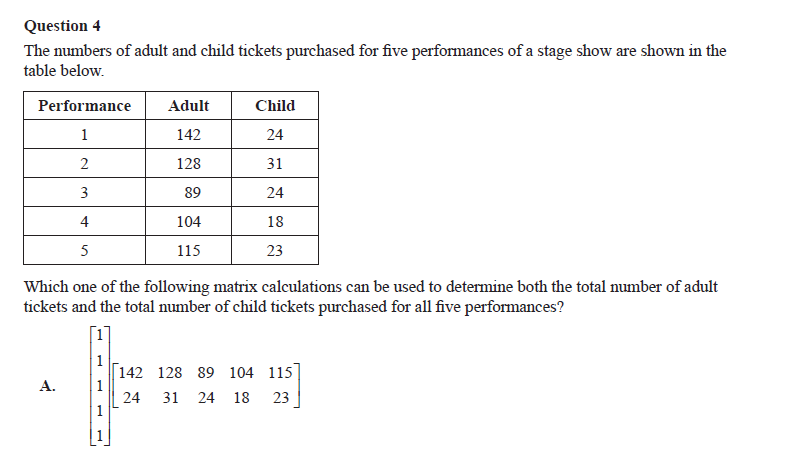 Question 4
The numbers of adult and child tickets purchased for five performances of a stage show are shown in the
table below.
Performance Adult Child
1 142 24
2 128 31
3 89 24
4 104 18
5 115 23
Which one of the following matrix calculations can be used to determine both the total number of adult
tickets and the total number of child tickets purchased for all five performances?
1
1
142 128 89 104 115
A. 1
24 31 24 18 23
1
1